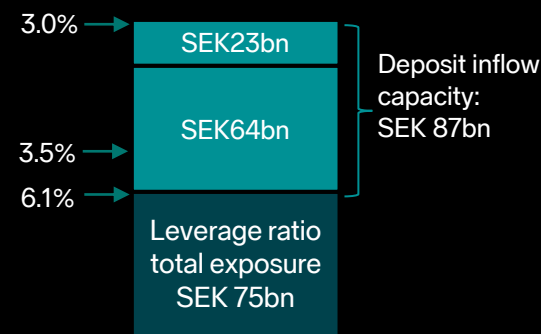 3.0%
SEK23bn
Deposit inflow
capacity:
SEK 87bn
SEK64bn
3.5%
6.1%
Leverage ratio
total exposure
SEK 75bn